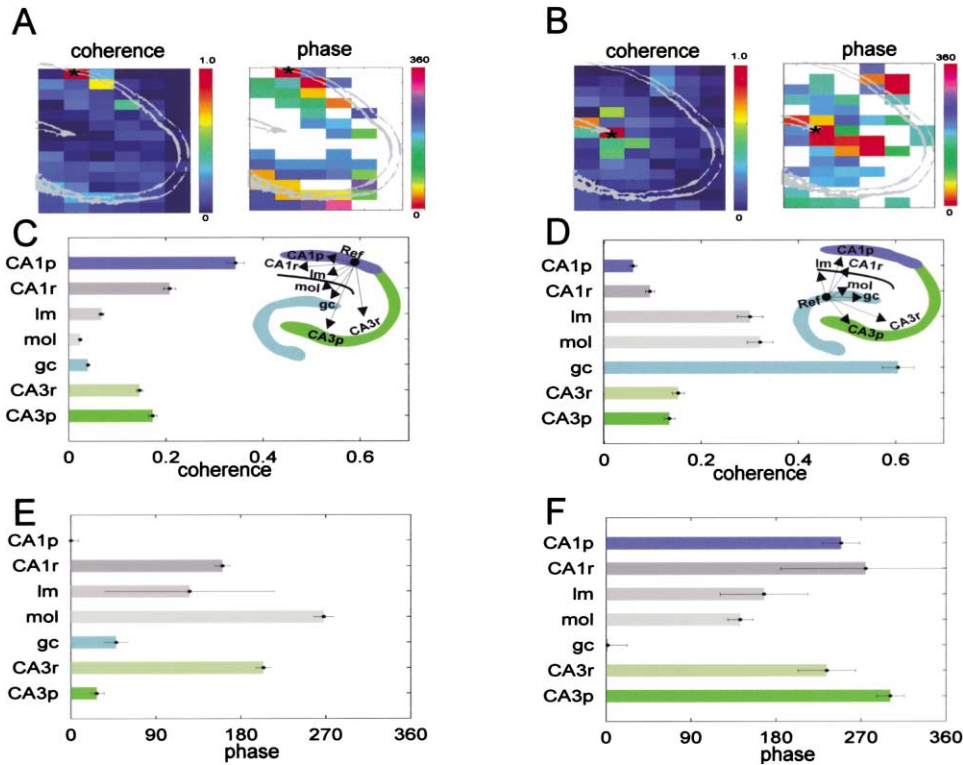 A
B
coherence
phase
coherence
phase
1.0
360
1.0
360
0
0
0
0
C
D
CA1p
CA1r
lm
mol
gc
CA3r
CA3p
CA1p
Ref
CA1r
lm
mol
gc
CA3r
CA3p
0
0.2
0.4
0.6
coherence
CA1p
CA1r
lm
mol
gc
CA3r
CA3p
CA1p
lm
CA1r
mol
Ref
gc
CA3r
CA3p
0
0.2
0.4
0.6
coherence
E
F
CA1p
CA1r
lm
mol
gc
CA3r
CA3p
0
90
180
270
360
phase
CA1p
CA1r
lm
mol
gc
CA3r
CA3p
0
90
180
270
360
phase